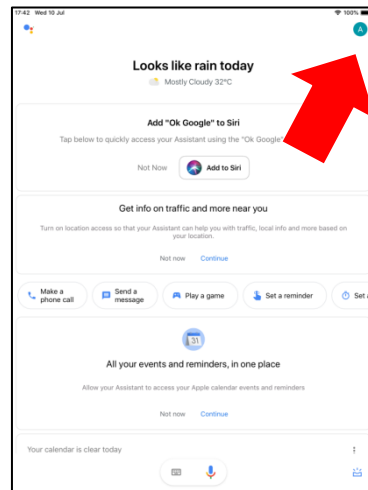 17:42 Wed 10 Jul 100%
A
Looks like rain today
Mostly Cloudy 32°C
Add "Ok Google" to Siri
Tap below to quickly access your Assistant using the "Ok Google"
Not Now Add to Siri
Get info on traffic and more near you
Turn on location access so that your Assistant can help you with traffic, local info and more based on
your location.
Not now Continue
Make a
phone call
Send a
message
Play a game
Set a reminder
Set a
31
All your events and reminders, in one place
Allow your Assistant to access your Apple calendar events and reminders
Not now Continue
Your calendar is clear today